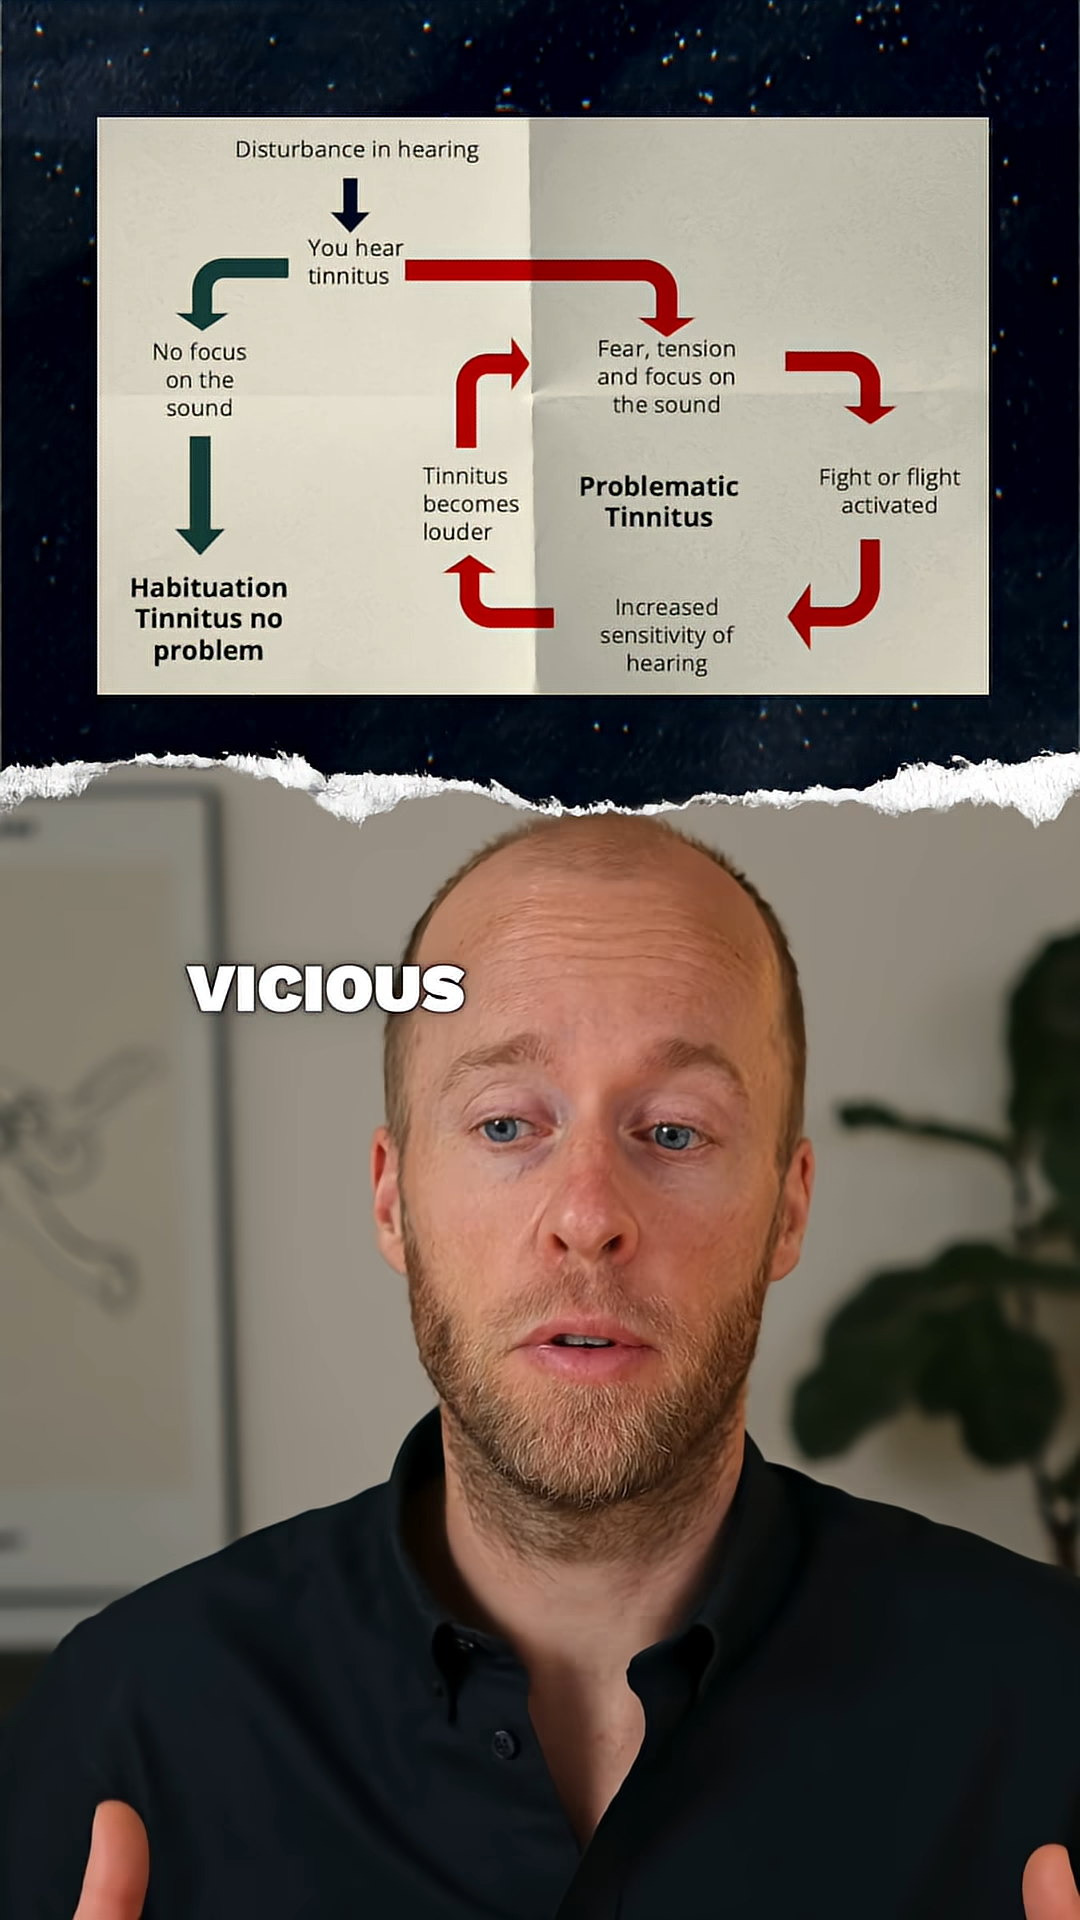 Disturbance in hearing
You hear
tinnitus
No focus
on the
sound
Habituation
Tinnitus no
problem
Fear, tension
and focus on
the sound
Fight or flight
activated
Increased
sensitivity of
hearing
Tinnitus
becomes
louder
Problematic
Tinnitus
VICIOUS